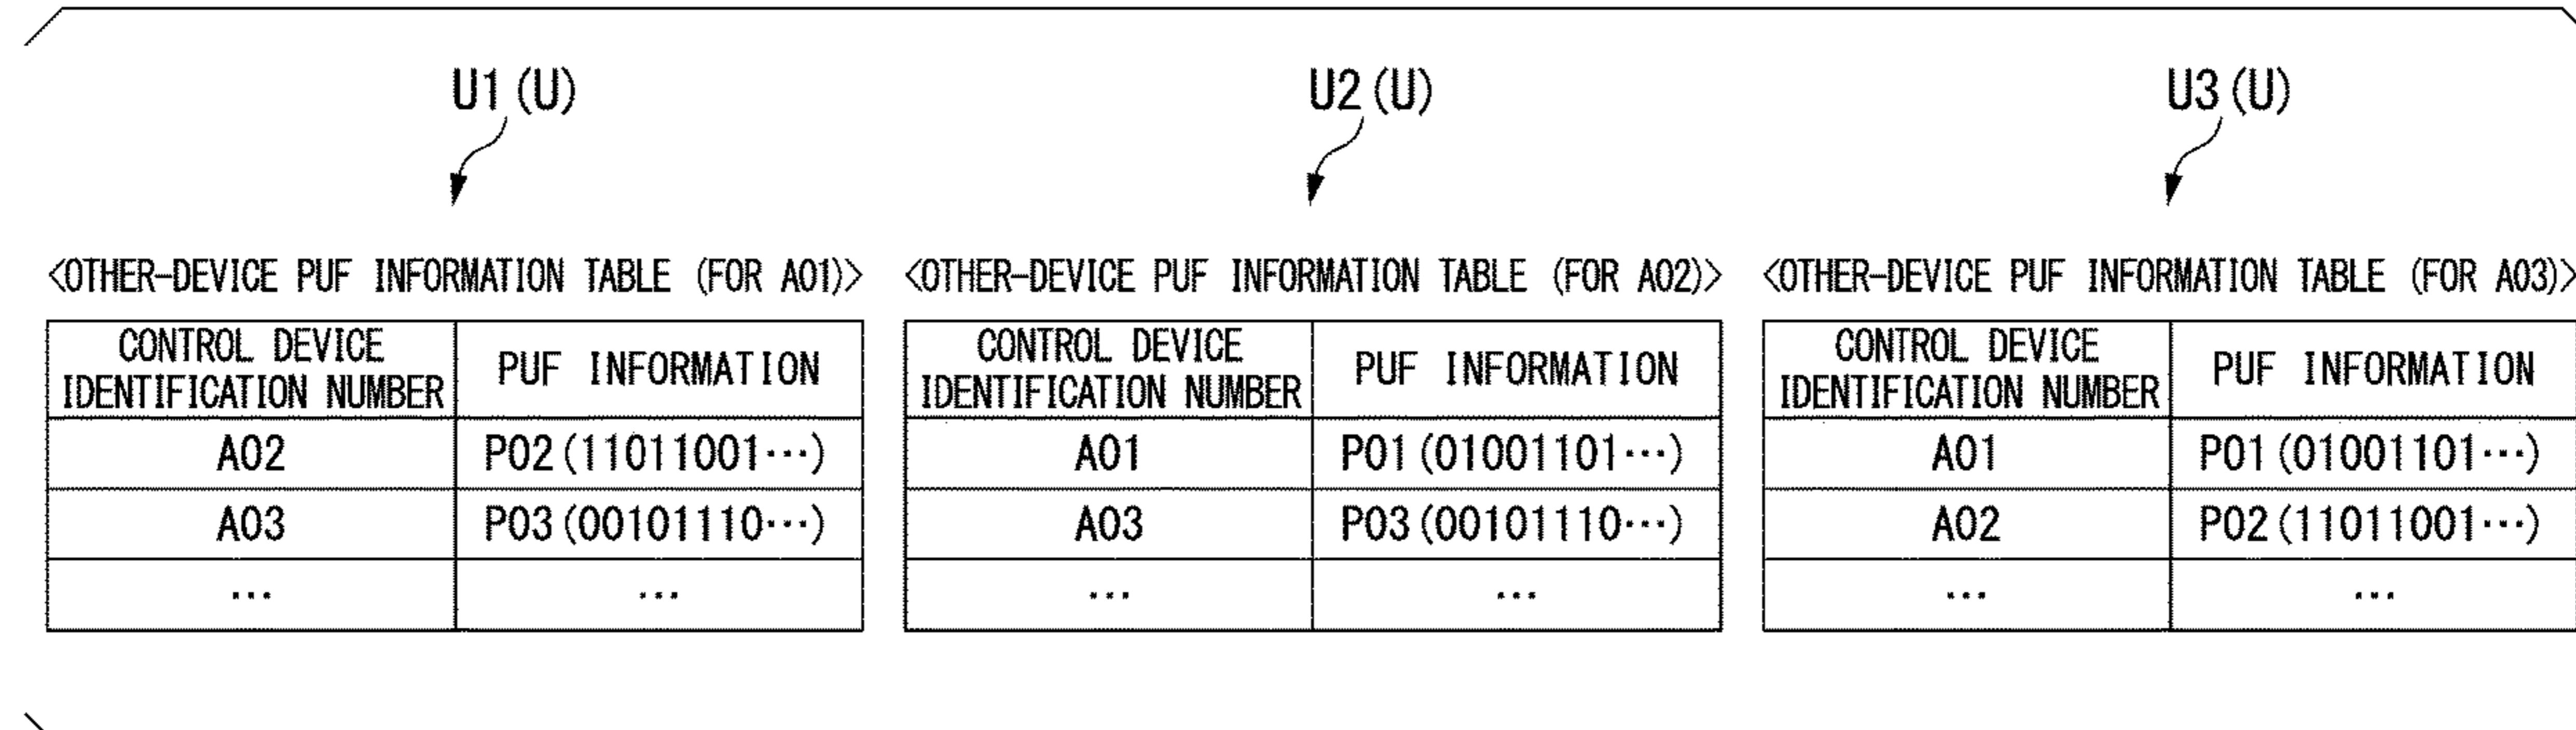 U1(U)
<OTHER-DEVICE PUF INFORMATION TABLE (FOR A01)>
CONTROL DEVICE
IDENTIFICATION NUMBER
PUF INFORMATION
A02
P02(11011001···)
A03
P03(00101110···)
···
···
U2(U)
<OTHER-DEVICE PUF INFORMATION TABLE (FOR A02)>
CONTROL DEVICE
IDENTIFICATION NUMBER
PUF INFORMATION
A01
P01(01001101···)
A03
P03(00101110···)
···
···
U3(U)
<OTHER-DEVICE PUF INFORMATION TABLE (FOR A03)>
CONTROL DEVICE
IDENTIFICATION NUMBER
PUF INFORMATION
A01
P01(01001101···)
A02
P02(11011001···)
···
···